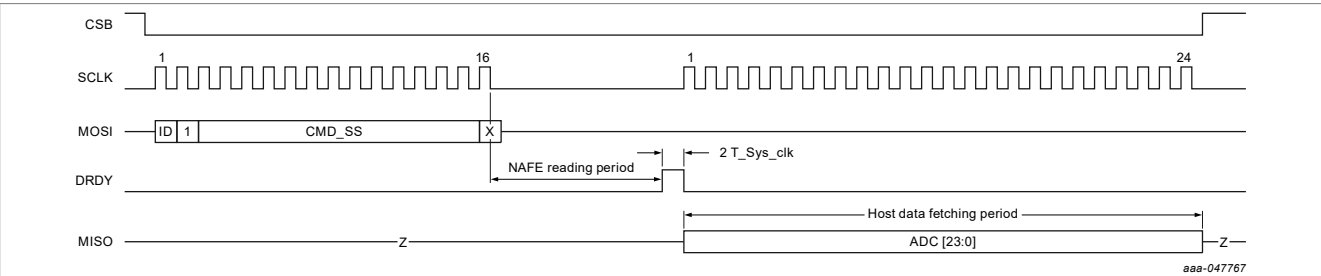 CSB
1 16 1 24
SCLK
MOSI ID 1 CMD_SS X
2 T_Sys_clk
NAFE reading period
DRDY
Host data fetching period
MISO Z ADC [23:0] Z
aaa-047767